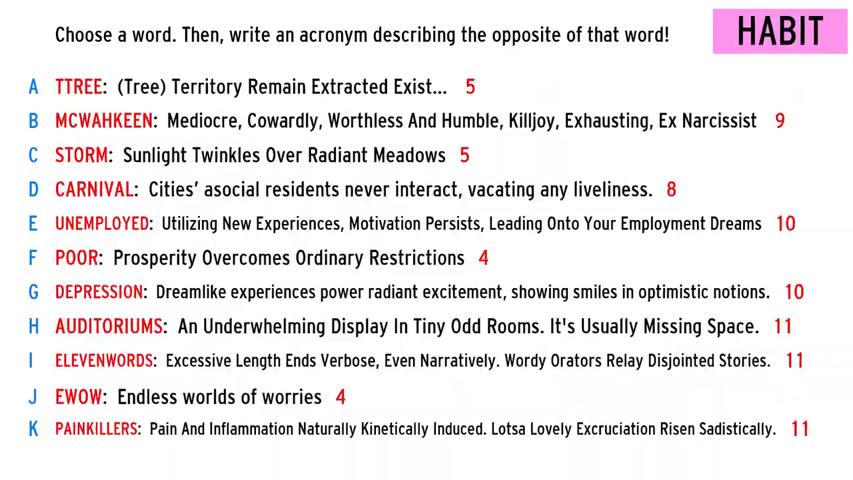 Choose a word. Then, write an acronym describing the opposite of that word!
HABIT
A TTREE: (Tree) Territory Remain Extracted Exist... 5
B MCWAHKEEN: Mediocre, Cowardly, Worthless And Humble, Killjoy, Exhausting, Ex Narcissist 9
C STORM: Sunlight Twinkles Over Radiant Meadows 5
D CARNIVAL: Cities' asocial residents never interact, vacating any liveliness. 8
E UNEMPLOYED: Utilizing New Experiences, Motivation Persists, Leading Onto Your Employment Dreams 10
F POOR: Prosperity Overcomes Ordinary Restrictions 4
G DEPRESSION: Dreamlike experiences power radiant excitement, showing smiles in optimistic notions. 10
H AUDITORIUMS: An Underwhelming Display In Tiny Odd Rooms. It's Usually Missing Space. 11
I ELEVENWORDS: Excessive Length Ends Verbose, Even Narratively. Wordy Orators Relay Disjointed Stories. 11
J EWOW: Endless worlds of worries 4
K PAINKILLERS: Pain And Inflammation Naturally Kinetically Induced. Lotsa Lovely Excruciation Risen Sadistically. 11